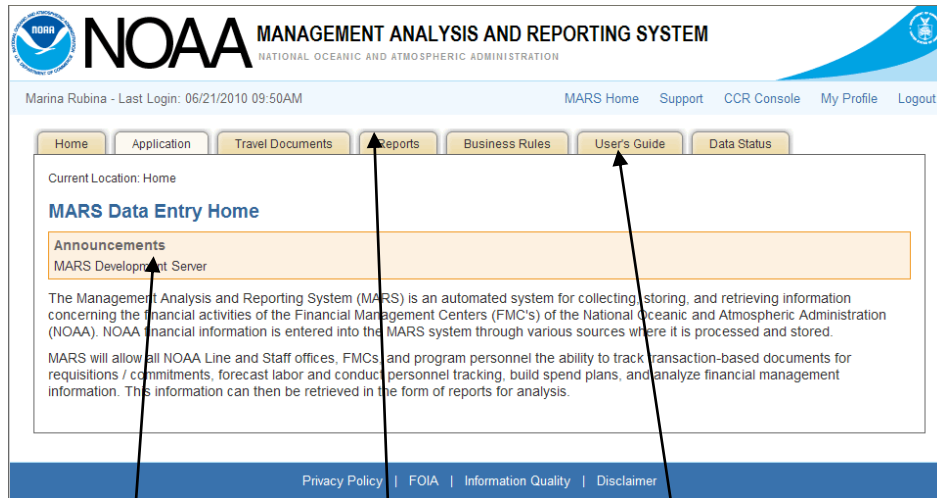 NOAA
NOAA MANAGEMENT ANALYSIS AND REPORTING SYSTEM
NATIONAL OCEANIC AND ATMOSPHERIC ADMINISTRATION
Marina Rubina - Last Login: 06/21/2010 09:50AM MARS Home Support CCR Console My Profile Logout
Home Application Travel Documents Reports Business Rules User's Guide Data Status
Current Location: Home
MARS Data Entry Home
Announcements
MARS Development Server
The Management Analysis and Reporting System (MARS) is an automated system for collecting, storing, and retrieving information
concerning the financial activities of the Financial Management Centers (FMC's) of the National Oceanic and Atmospheric Administration
(NOAA). NOAA financial information is entered into the MARS system through various sources where it is processed and stored.
MARS will allow all NOAA Line and Staff offices, FMCs, and program personnel the ability to track transaction-based documents for
requisitions / commitments, forecast labor and conduct personnel tracking, build spend plans, and analyze financial management
information. This information can then be retrieved in the form of reports for analysis.
Privacy Policy | FOIA | Information Quality | Disclaimer